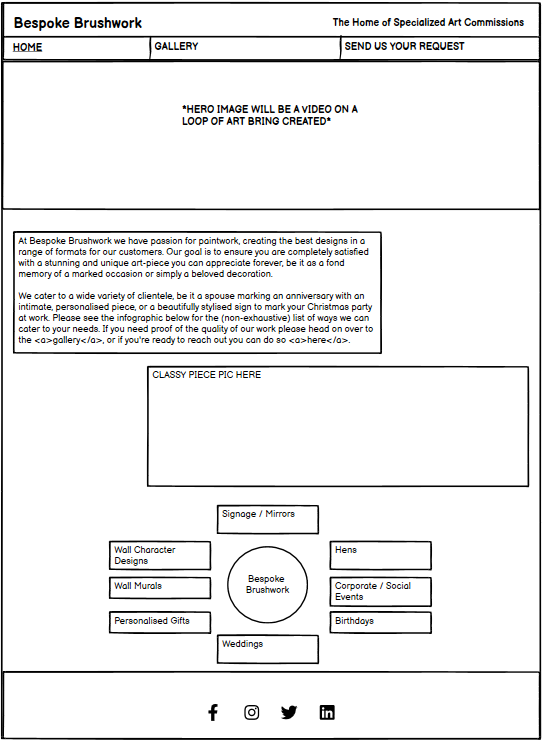 Bespoke Brushwork
The Home of Specialized Art Commissions
HOME
GALLERY
SEND US YOUR REQUEST
*HERO IMAGE WILL BE A VIDEO ON A
LOOP OF ART BRING CREATED*
At Bespoke Brushwork we have passion for paintwork, creating the best designs in a
range of formats for our customers. Our goal is to ensure you are completely satisfied
with a stunning and unique art-piece you can appreciate forever, be it as a fond
memory of a marked occasion or simply a beloved decoration.
We cater to a wide variety of clientele, be it a spouse marking an anniversary with an
intimate, personalised piece, or a beautifully stylised sign to mark your Christmas party
at work. Please see the infographic below for the (non-exhaustive) list of ways we can
cater to your needs. If you need proof of the quality of our work please head on over to
the <a>gallery</a>, or if you're ready to reach out you can do so <a>here</a>.
CLASSY PIECE PIC HERE
Signage / Mirrors
Wall Character
Designs
Hens
Bespoke
Brushwork
Wall Murals
Corporate / Social
Events
Personalised Gifts
Birthdays
Weddings